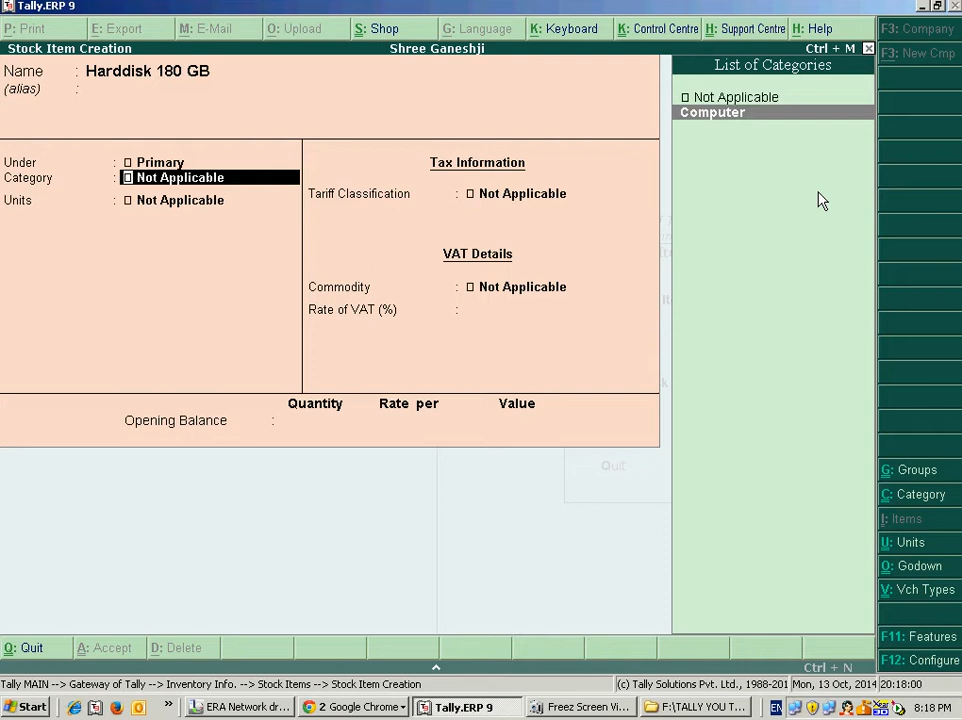 Tally.ERP 9
P: Print
E: Export
M: E-Mail
O: Upload
S: Shop
G: Language
K: Keyboard
K: Control Centre
H: Support Centre
H: Help
F3: Company
Stock Item Creation
Shree Ganeshji
Ctrl + M
F3: New Cmp
Name : Harddisk 180 GB
(alias) :
List of Categories
Not Applicable
Computer
Under : Primary
Category : Not Applicable
Units : Not Applicable
Tax Information
Tariff Classification : Not Applicable
VAT Details
Commodity : Not Applicable
Rate of VAT (%) :
Quantity Rate per Value
Opening Balance :
Quit
G: Groups
C: Category
I: Items
U: Units
O: Godown
V: Vch Types
F11: Features
F12: Configure
Q: Quit
A: Accept
D: Delete
Ctrl + N
Tally MAIN --> Gateway of Tally --> Inventory Info. --> Stock Items --> Stock Item Creation
(c) Tally Solutions Pvt. Ltd., 1988-201
Mon, 13 Oct, 2014
20:18:00
Start
ERA Network dr...
2 Google Chrome
Tally.ERP 9
Freez Screen Vi...
F:\TALLY YOU T...
EN
8:18 PM